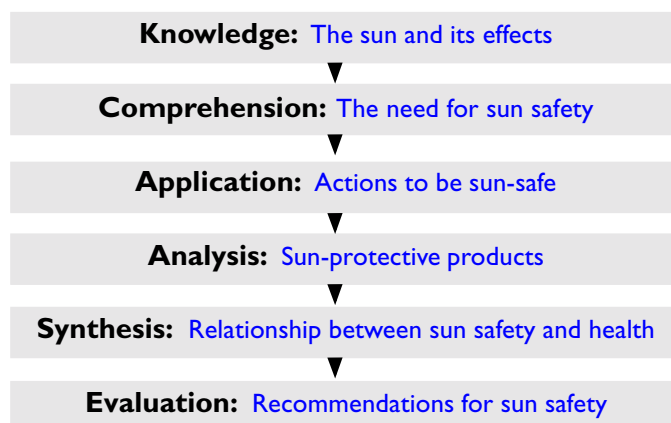 Knowledge: The sun and its effects
Comprehension: The need for sun safety
Application: Actions to be sun-safe
Analysis: Sun-protective products
Synthesis: Relationship between sun safety and health
Evaluation: Recommendations for sun safety